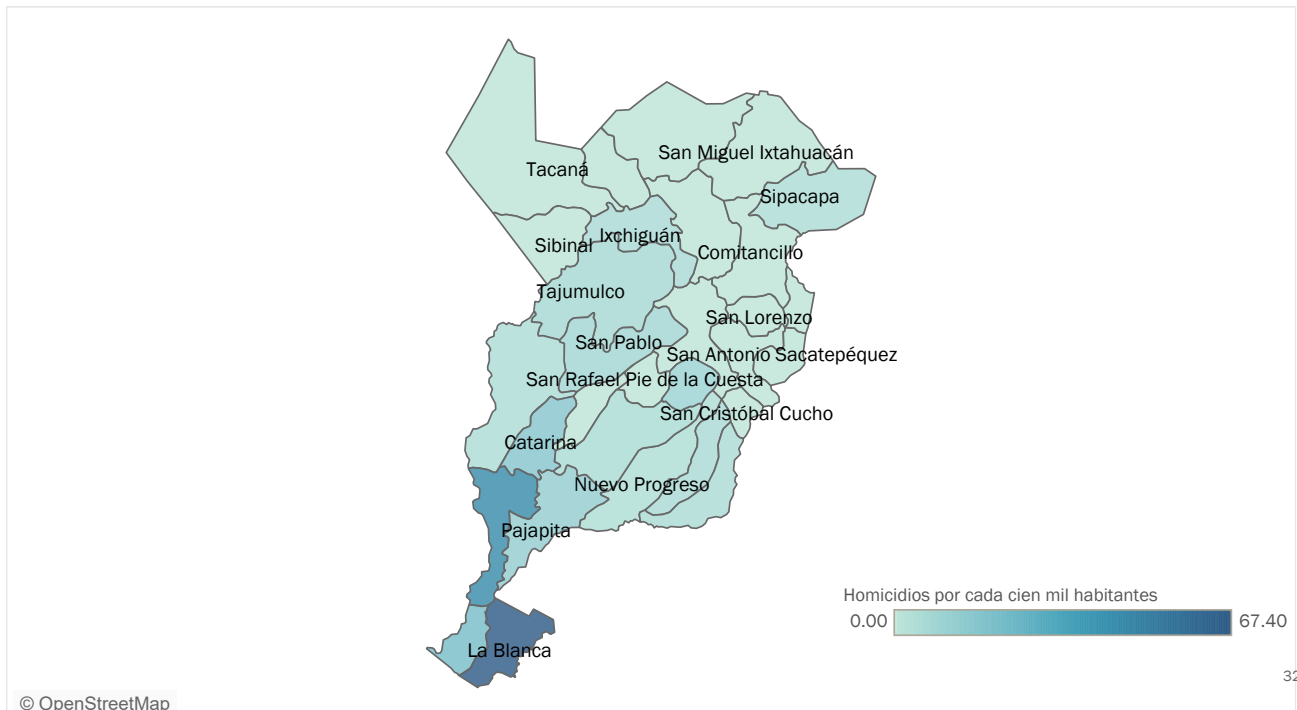 San Miguel Ixtahuacán
Tacaná
Sipacapa
Ixchiguán
Sibinal
Comitancillo
Tajumulco
San Lorenzo
San Pablo
San Antonio Sacatepéquez
San Rafael Pie de la Cuesta
San Cristóbal Cucho
Catarina
Nuevo Progreso
Pajapita
Homicidios por cada cien mil habitantes
0.00 67.40
La Blanca
32
© OpenStreetMap